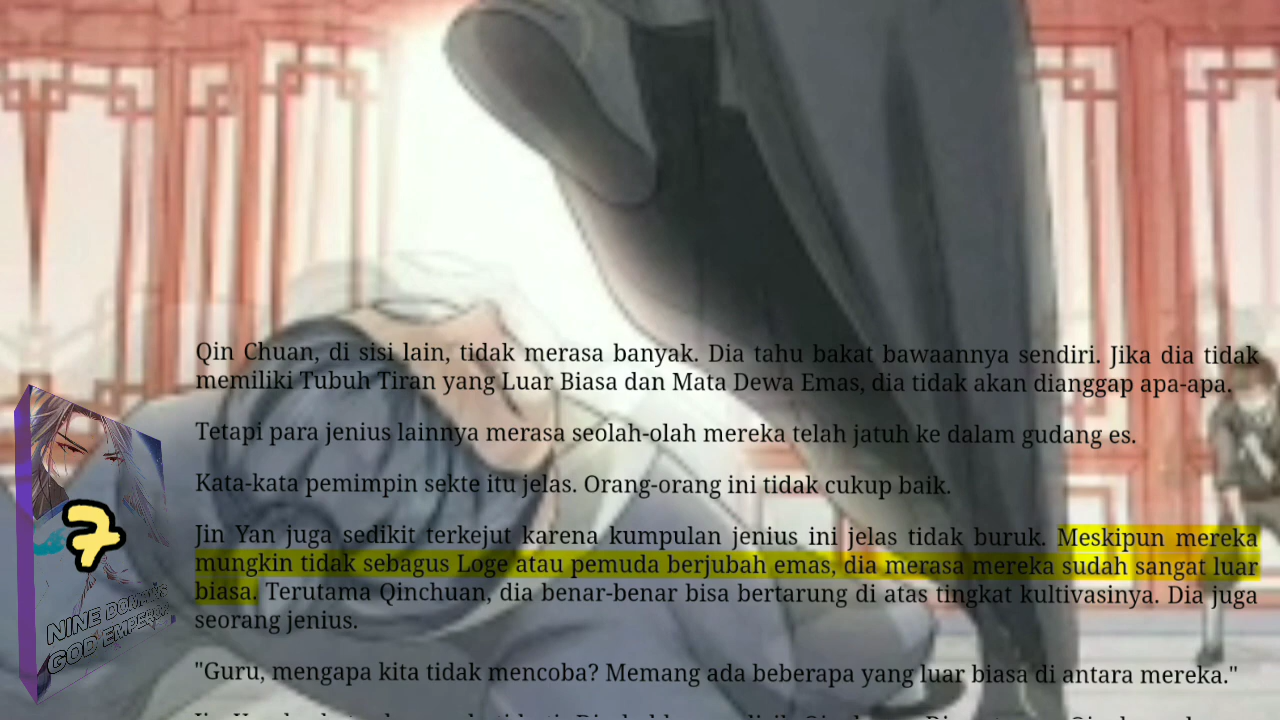 Qin Chuan, di sisi lain, tidak merasa banyak. Dia tahu bakat bawaannya sendiri. Jika dia tidak
memiliki Tubuh Tiran yang Luar Biasa dan Mata Dewa Emas, dia tidak akan dianggap apa-apa.
Tetapi para jenius lainnya merasa seolah-olah mereka telah jatuh ke dalam gudang es.
Kata-kata pemimpin sekte itu jelas. Orang-orang ini tidak cukup baik.
Jin Yan juga sedikit terkejut karena kumpulan jenius ini jelas tidak buruk. Meskipun mereka
mungkin tidak sebagus Loge atau pemuda berjubah emas, dia merasa mereka sudah sangat luar
biasa. Terutama Qinchuan, dia benar-benar bisa bertarung di atas tingkat kultivasinya. Dia juga
seorang jenius.
"Guru, mengapa kita tidak mencoba? Memang ada beberapa yang luar biasa di antara mereka."
7
NINE DOMAINS
GOD EMPEROR